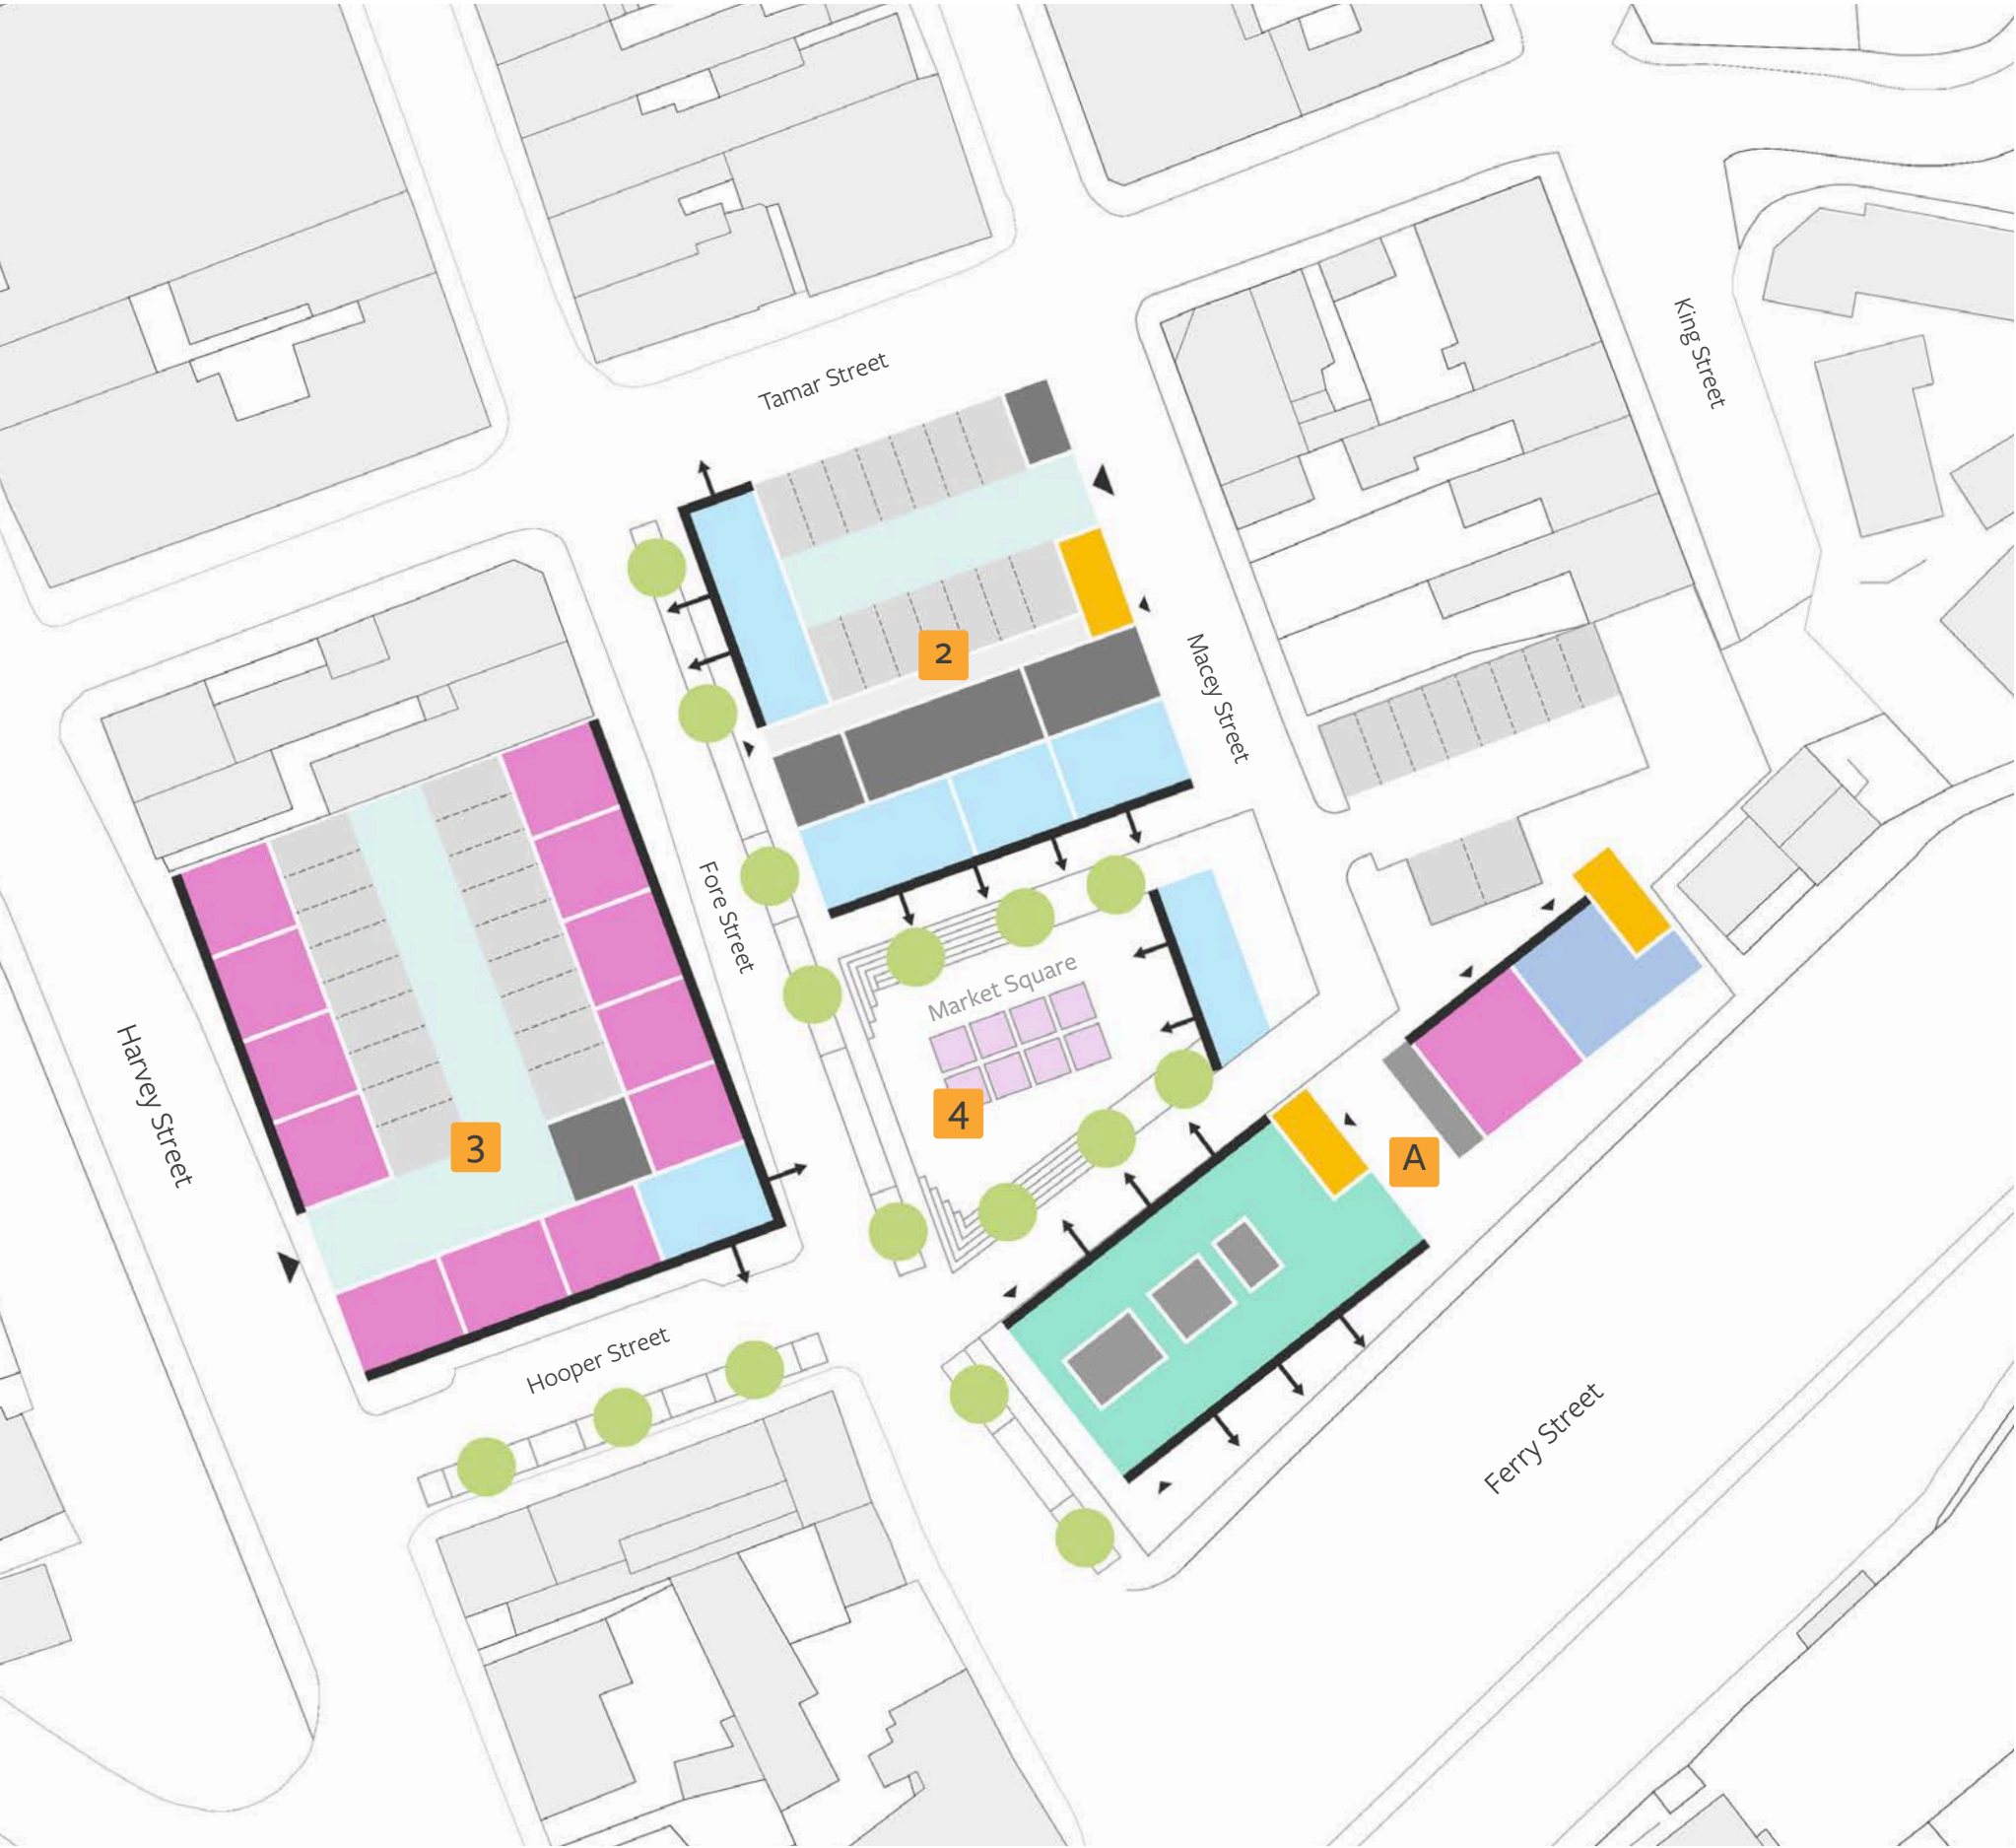 Tamar Street
King Street
2
Macey Street
Fore Street
Market Square
Harvey Street
4
3
A
Hooper Street
Ferry Street